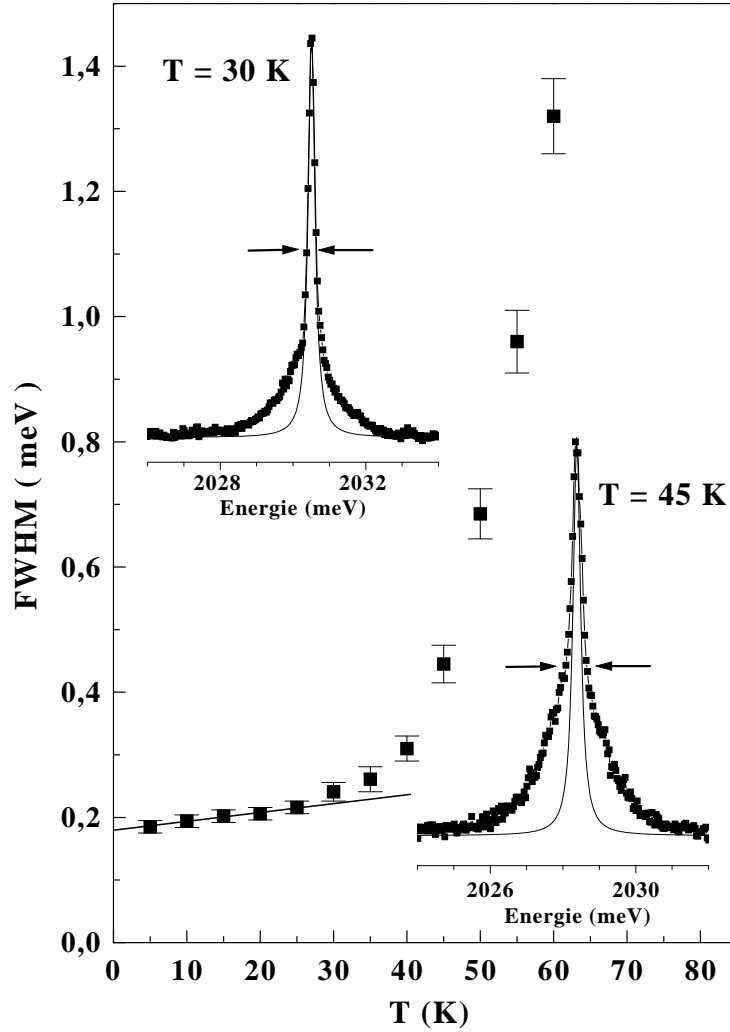 1,4
T = 30 K
1,2
1,0
0,8
2028 2032
Energie (meV)
T = 45 K
FWHM ( meV )
0,6
0,4
0,2
2026 2030
Energie (meV)
0,0
0 10 20 30 40 50 60 70 80
T (K)